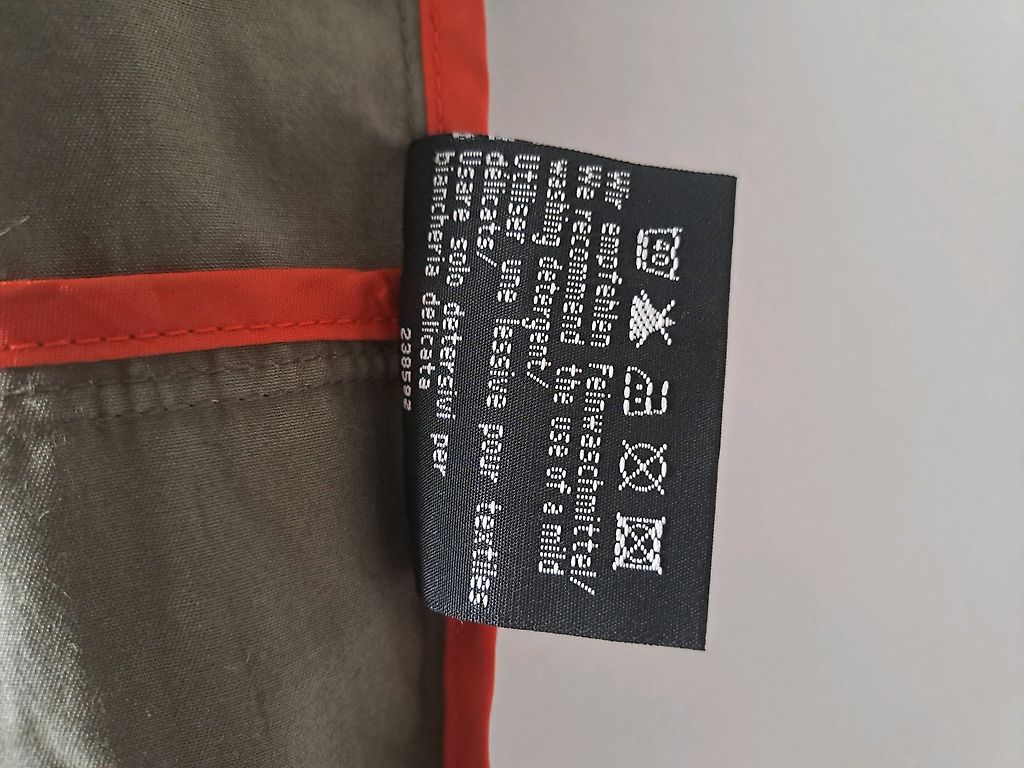 Wir empfehlen Feinwaschmittel/
We recommend the use of a mild
washing detergent/
Utiliser une lessive pour textiles
délicats/
Usare solo detersivi per
biancheria delicata